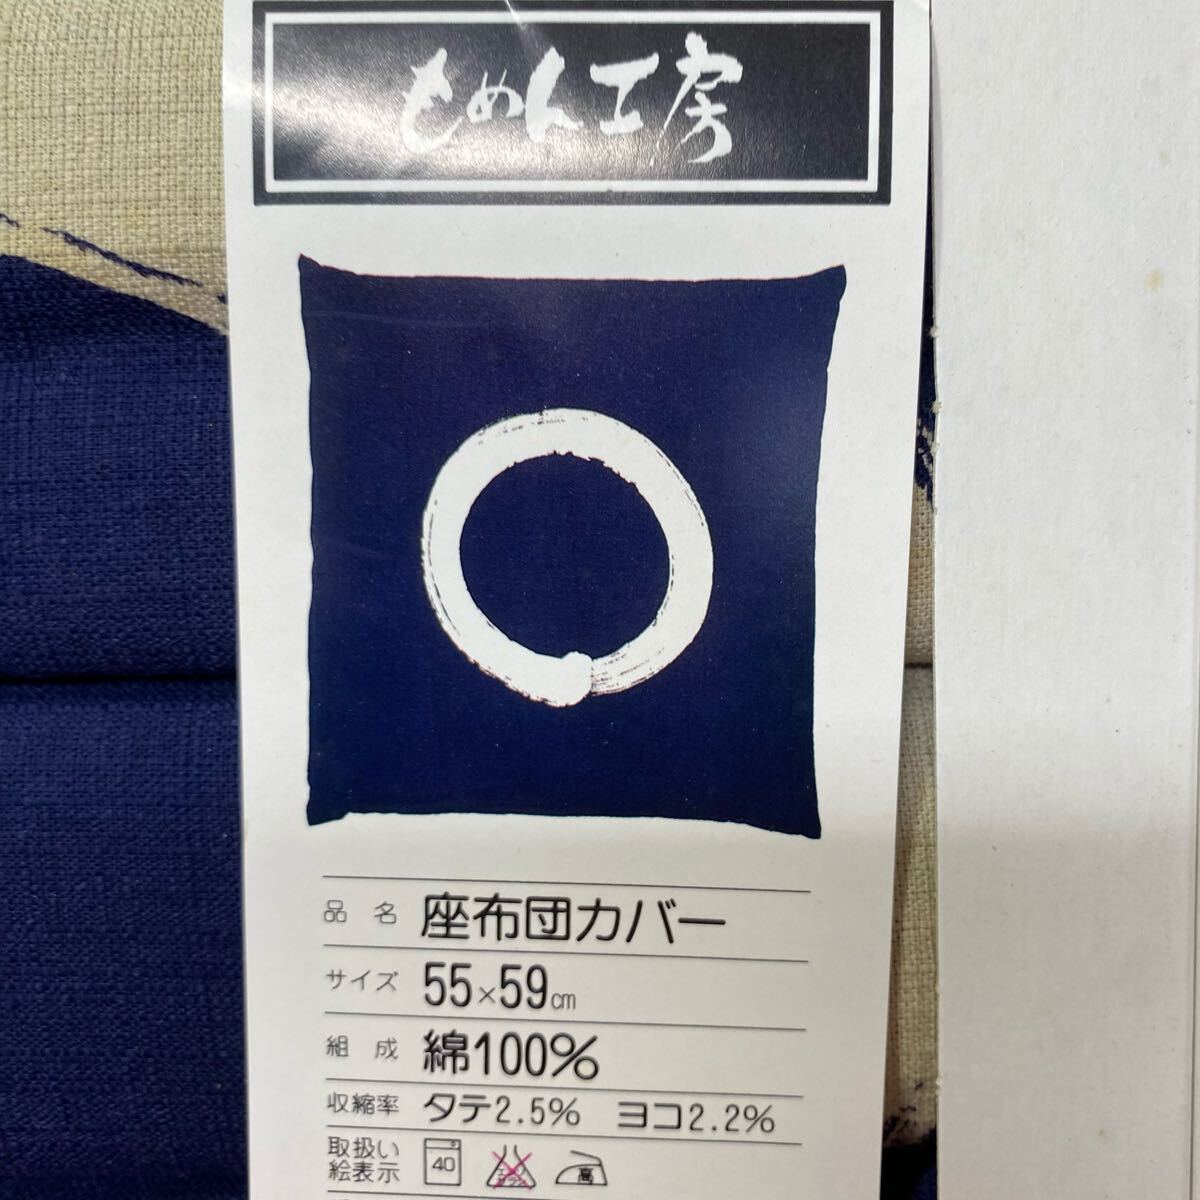 もめん工房
品名 座布団カバー
サイズ 55×59cm
組成 綿100%
収縮率 タテ2.5% ヨコ2.2%
取扱い
絵表示 40 高